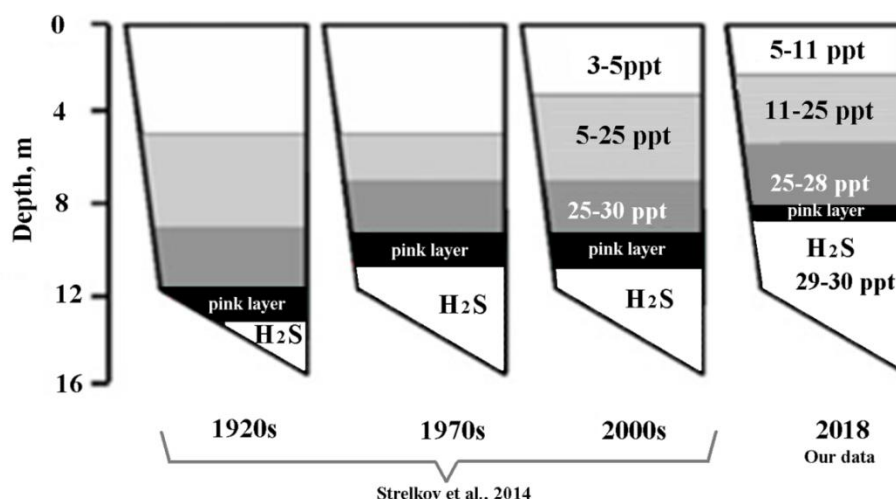 0
4
8
12
16
Depth, m
pink layer
H2S
1920s
pink layer
H2S
1970s
3-5ppt
5-25 ppt
25-30 ppt
pink layer
H2S
2000s
5-11 ppt
11-25 ppt
25-28 ppt
pink layer
H2S
29-30 ppt
2018
Our data
Strelkov et al., 2014